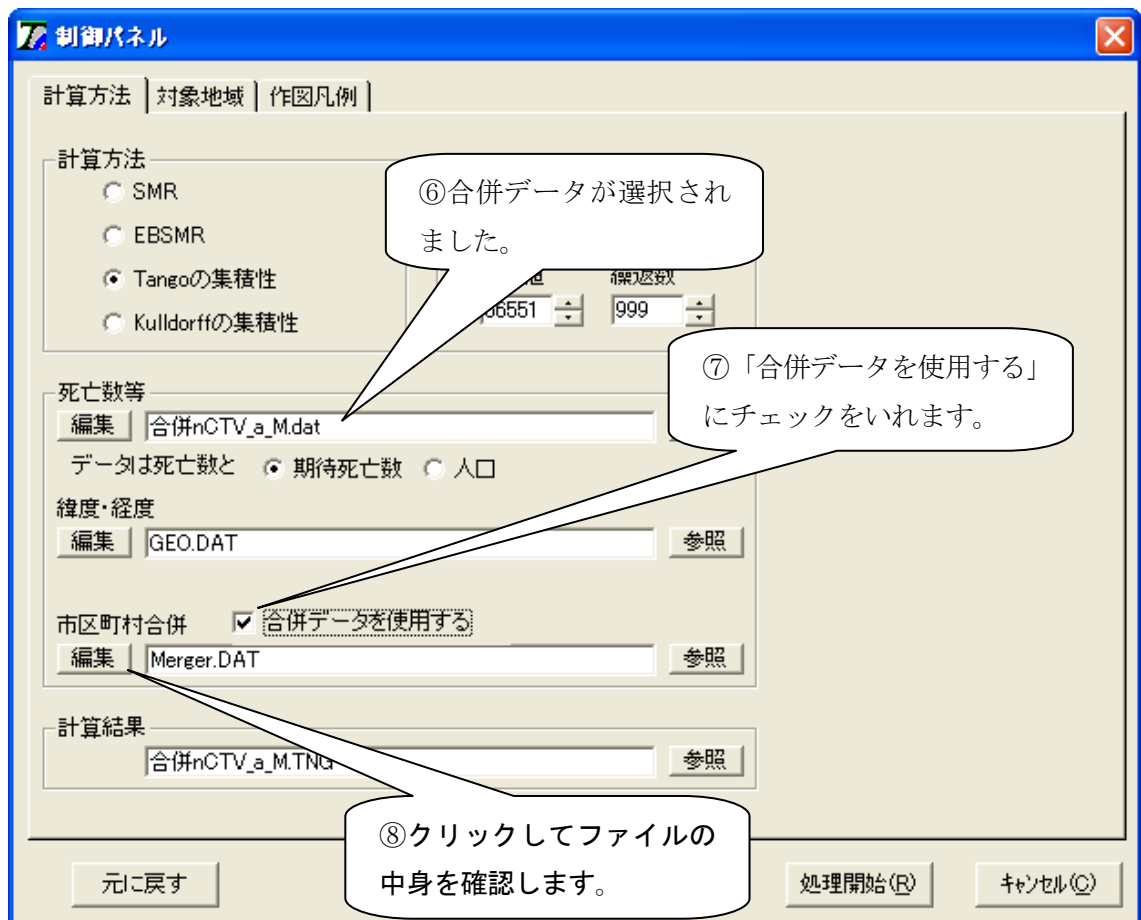 制御パネル
計算方法 対象地域 作図凡例
計算方法
SMR
⑥合併データが選択され
ました。
EBSMR
Tangoの集積性
繰返数
6551 999
Kulldorffの集積性
⑦「合併データを使用する」
にチェックをいれます。
死亡数等
編集 合併nCTV_a_M.dat
データは死亡数と 期待死亡数 人口
緯度・経度
編集 GEO.DAT 参照
市区町村合併 合併データを使用する
編集 Merger.DAT 参照
計算結果
合併nCTV_a_M.TNG 参照
⑧クリックしてファイルの
中身を確認します。
元に戻す 処理開始(R) キャンセル(C)